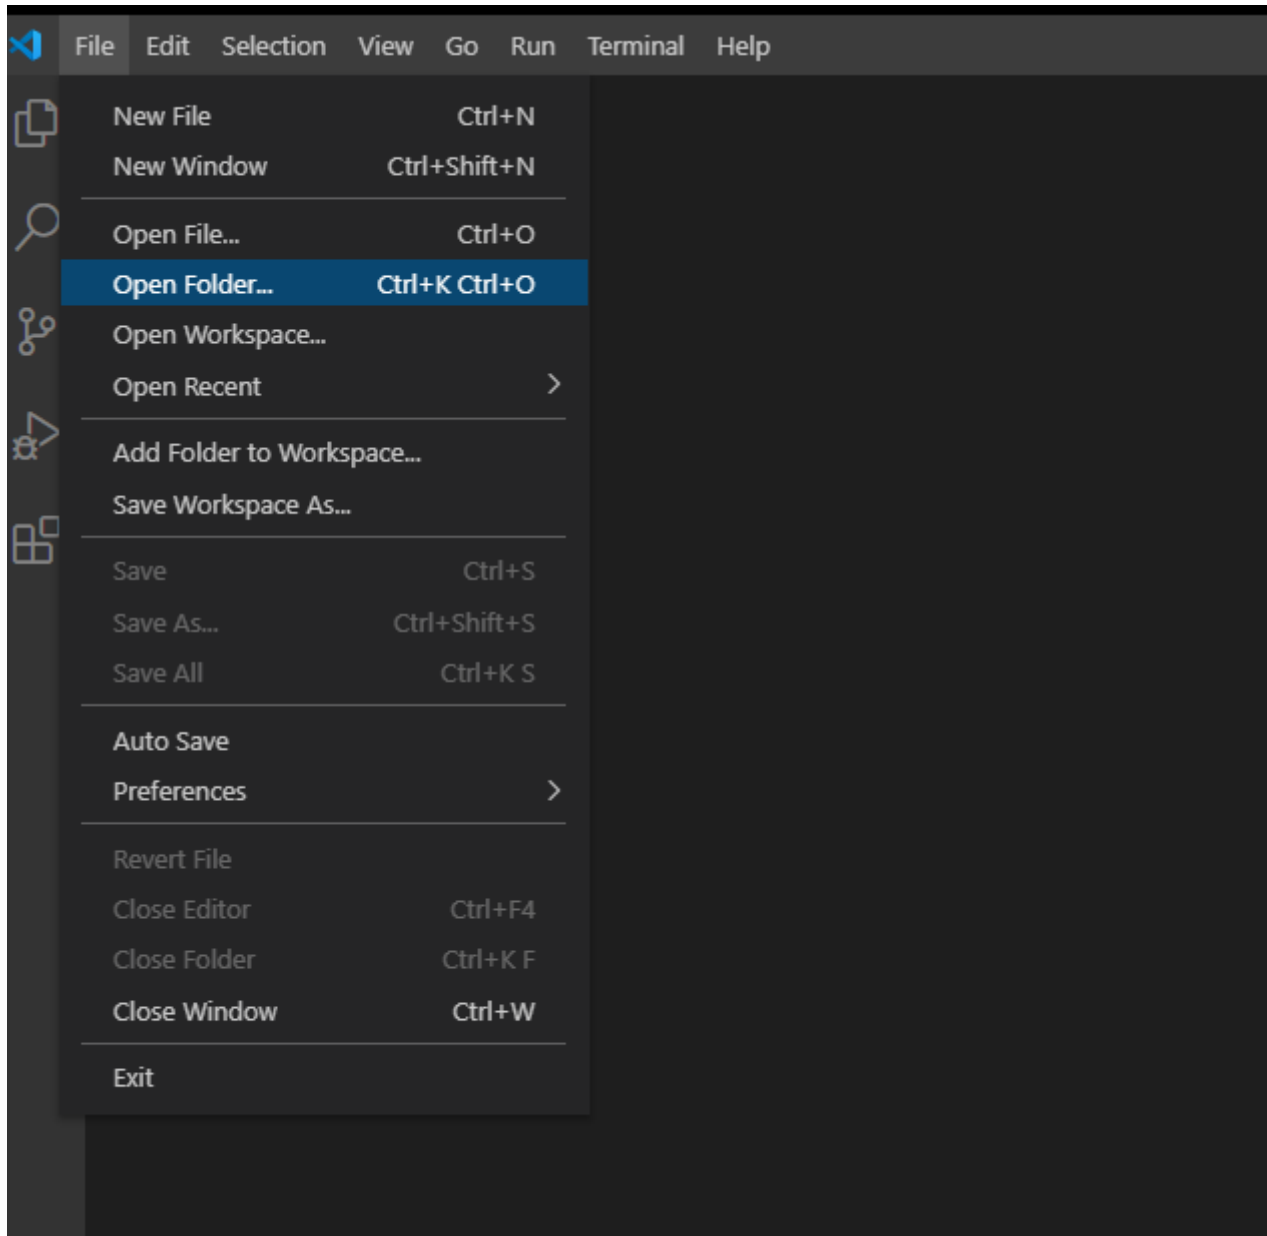 File Edit Selection View Go Run Terminal Help
New File Ctrl+N
New Window Ctrl+Shift+N
Open File... Ctrl+O
Open Folder... Ctrl+K Ctrl+O
Open Workspace...
Open Recent
Add Folder to Workspace...
Save Workspace As...
Save Ctrl+S
Save As... Ctrl+Shift+S
Save All Ctrl+K S
Auto Save
Preferences
Revert File
Close Editor Ctrl+F4
Close Folder Ctrl+K F
Close Window Ctrl+W
Exit